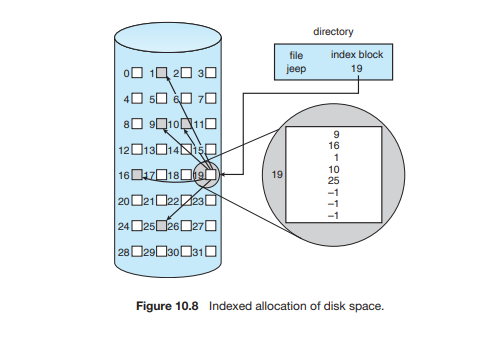 directory
file index block
jeep 19
0 1 2 3
4 5 6 7
8 9 10 11
12 13 14 15
16 17 18 19
20 21 22 23
24 25 26 27
28 29 30 31
19
9
16
1
10
25
–1
–1
–1
Figure 10.8 Indexed allocation of disk space.